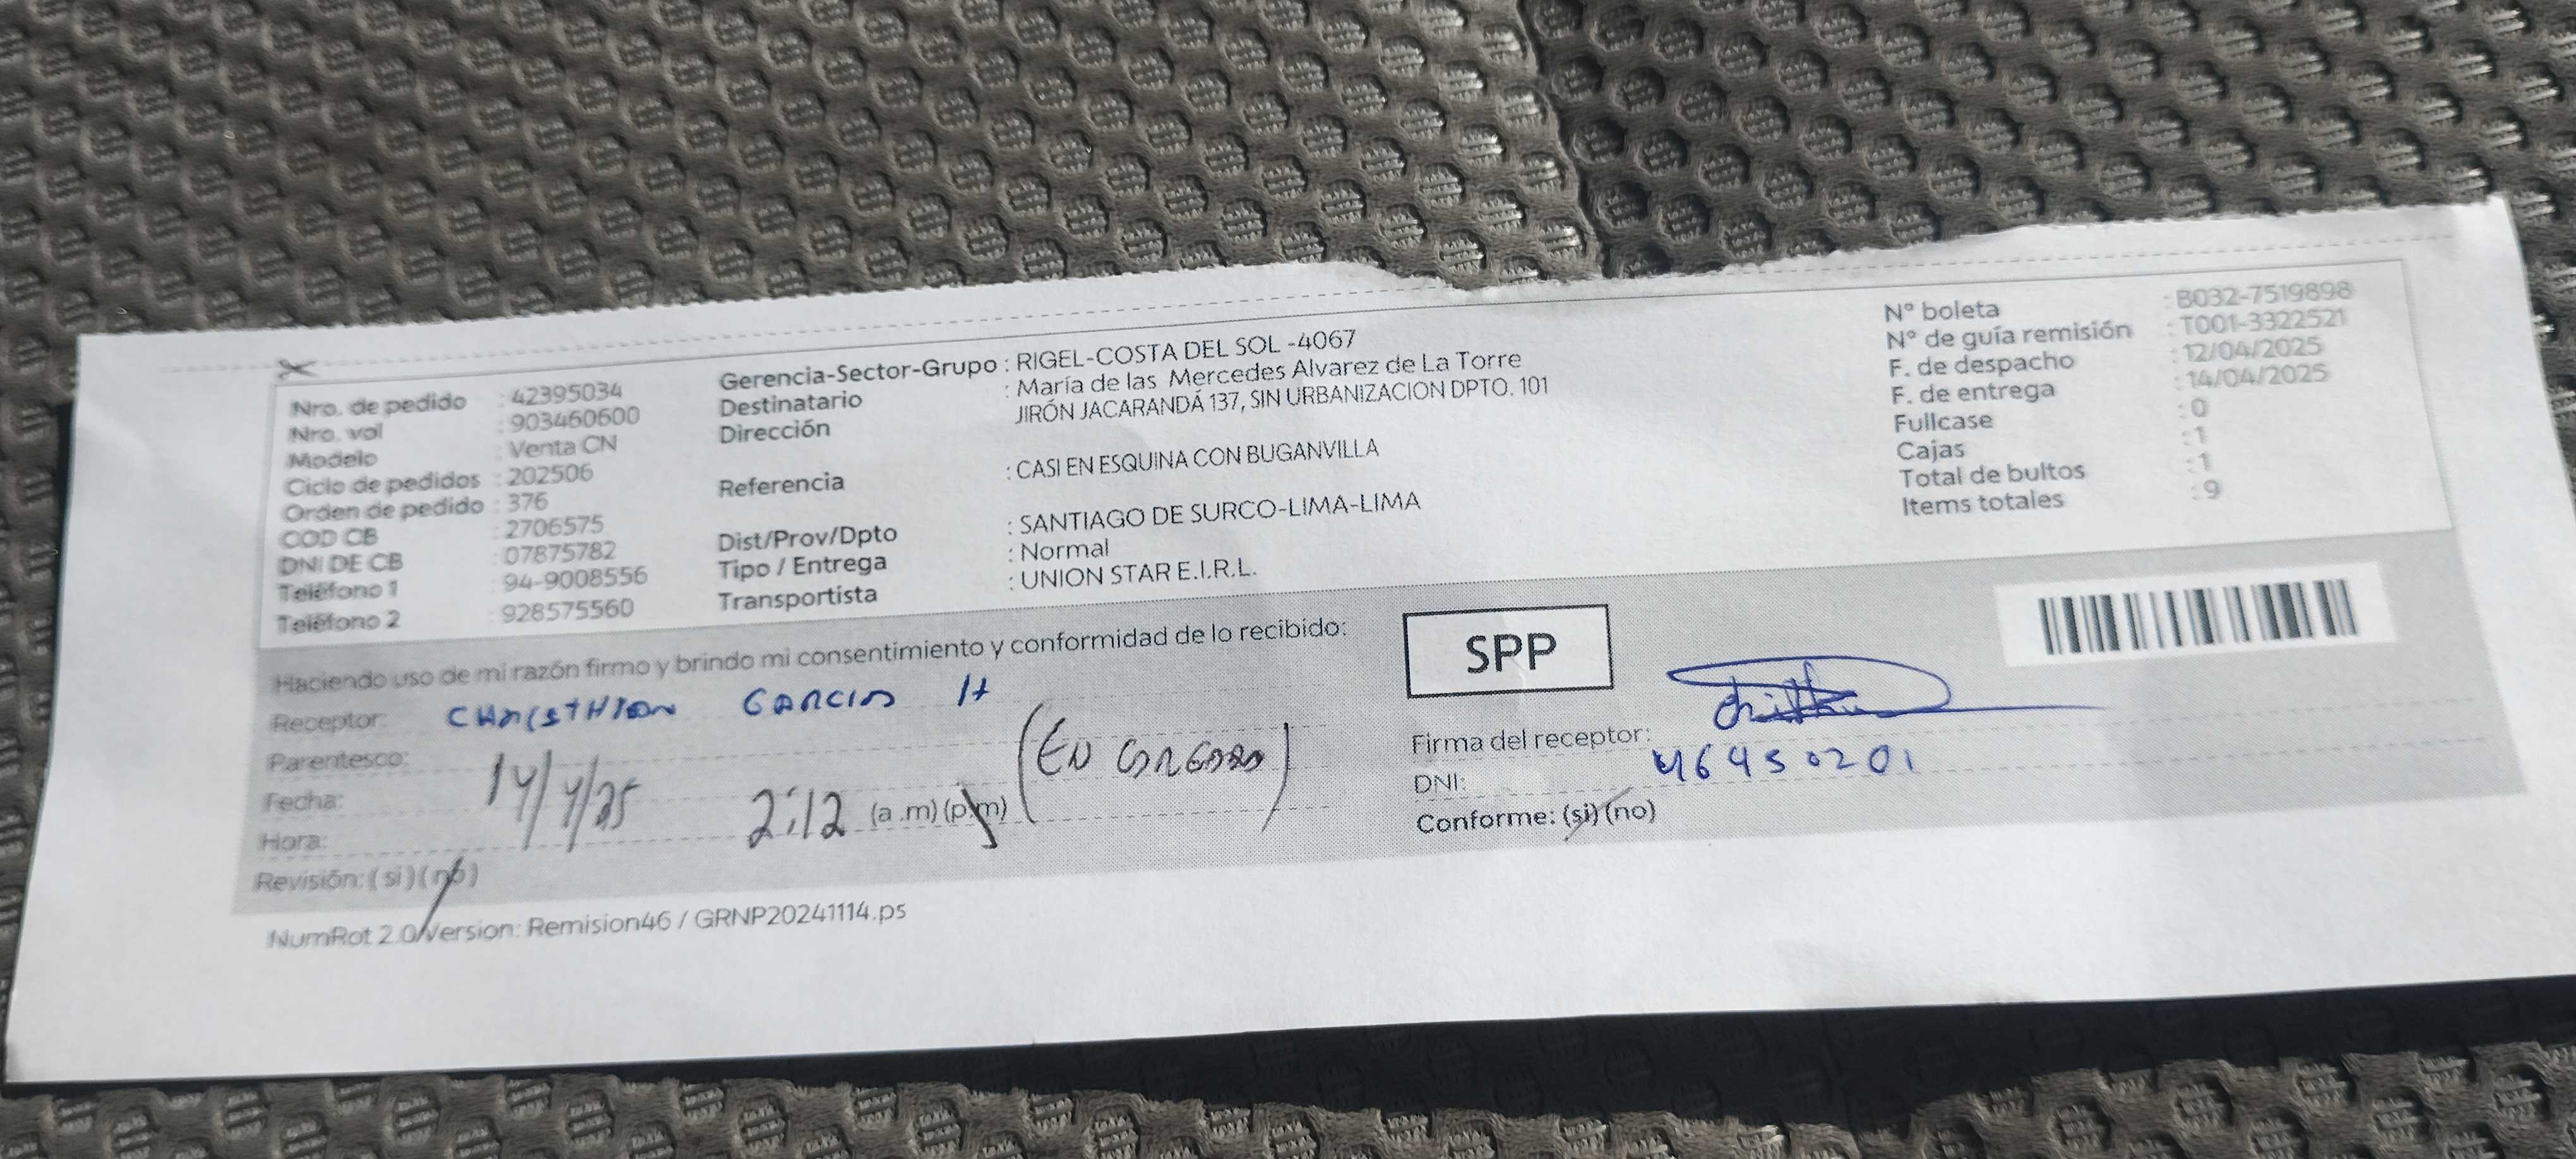 Nro. de pedido : 42395034
Nro. vol : 903460600
Modelo : Venta CN
Ciclo de pedidos : 202506
Orden de pedido : 376
COD CB : 2706575
DNI DE CB : 07875782
Teléfono 1 : 94-9008556
Teléfono 2 : 928575560
Gerencia-Sector-Grupo : RIGEL-COSTA DEL SOL -4067
Destinatario : María de las Mercedes Alvarez de La Torre
Dirección JIRÓN JACARANDÁ 137, SIN URBANIZACION DPTO. 101
Referencia : CASI EN ESQUINA CON BUGANVILLA
Dist/Prov/Dpto : SANTIAGO DE SURCO-LIMA-LIMA
Tipo / Entrega : Normal
Transportista : UNION STAR E.I.R.L.
N° boleta : B032-7519898
N° de guía remisión : T001-3322521
F. de despacho : 12/04/2025
F. de entrega : 14/04/2025
Fullcase : 0
Cajas : 1
Total de bultos : 1
Items totales : 9
Haciendo uso de mi razón firmo y brindo mi consentimiento y conformidad de lo recibido:
SPP
Receptor: CHRISTHIAN GARCIA H
Parentesco:
Fecha: 14/4/25
Hora: 2:12 (a .m) (p.m)
Revisión: ( si ) ( no )
Firma del receptor:
DNI: 46450201
Conforme: (si) (no)
NumRot 2.0/Version: Remision46 / GRNP20241114.ps